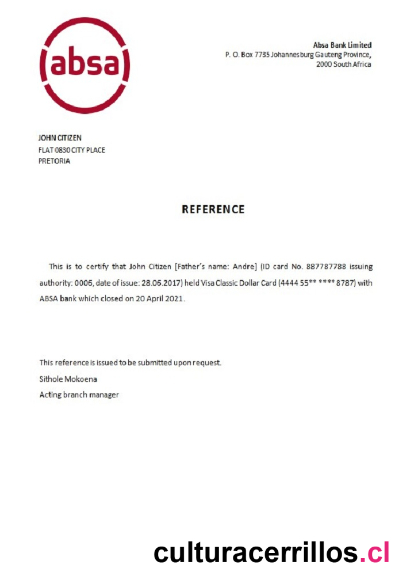 absa
Absa Bank Limited
P. O. Box 7735 Johannesburg Gauteng Province,
2000 South Africa
JOHN CITIZEN
FLAT 0830 CITY PLACE
PRETORIA
REFERENCE
This is to certify that John Citizen [Father's name: Andre] (ID card No. 887787788 issuing
authority: 0005, date of issue: 28.05.2017) held Visa Classic Dollar Card (4444 55** **** 8787) with
ABSA bank which closed on 20 April 2021.
This reference is issued to be submitted upon request.
Sithole Mokoena
Acting branch manager
culturacerrillos.cl